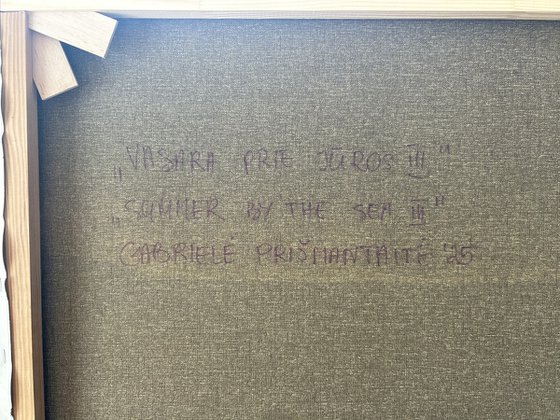 „VASARA PRIE JŪROS III"
„SUMMER BY THE SEA III"
GABRIELĖ PRIŠMANTAITĖ 25